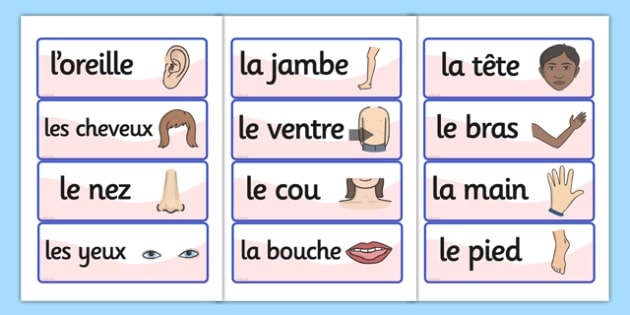 l'oreille
les cheveux
le nez
les yeux
la jambe
le ventre
le cou
la bouche
la tête
le bras
la main
le pied